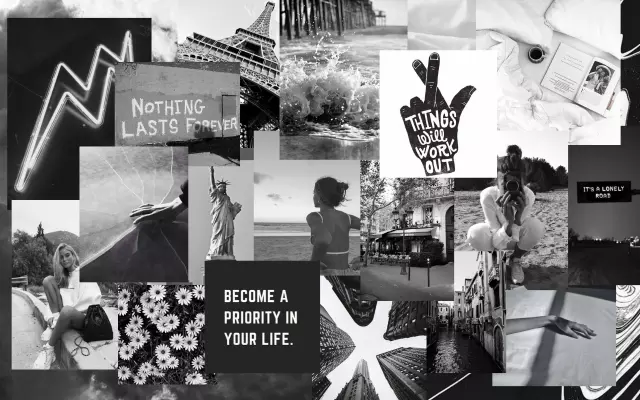 NOTHING
LASTS FOREVER
THINGS
will
WORK
OUT
IT'S A LONELY
ROAD
BECOME A
PRIORITY IN
YOUR LIFE.